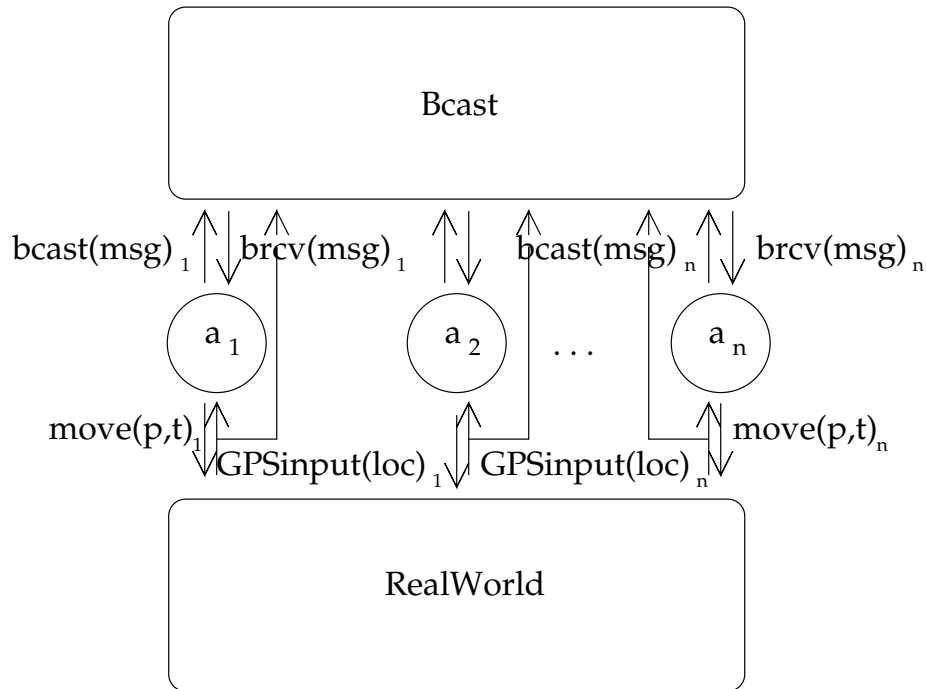 Bcast
bcast(msg) 1 brcv(msg) 1 bcast(msg) n brcv(msg) n
a 1 a 2 . . . a n
move(p,t) 1 move(p,t) n
GPSinput(loc) 1 GPSinput(loc) n
RealWorld